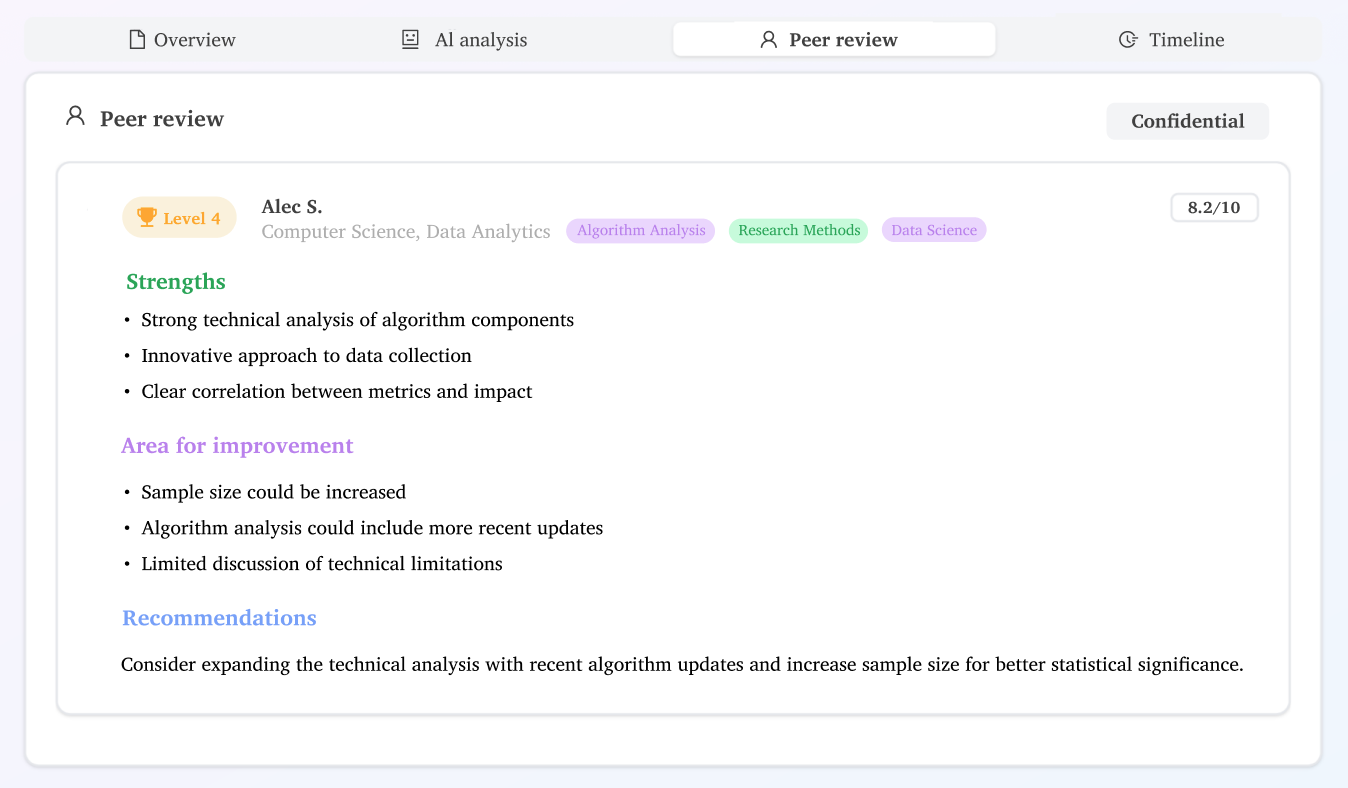 Overview AI analysis Peer review Timeline
Peer review
Confidential
Level 4
Alec S.
8.2/10
Computer Science, Data Analytics Algorithm Analysis Research Methods Data Science
Strengths
• Strong technical analysis of algorithm components
• Innovative approach to data collection
• Clear correlation between metrics and impact
Area for improvement
• Sample size could be increased
• Algorithm analysis could include more recent updates
• Limited discussion of technical limitations
Recommendations
Consider expanding the technical analysis with recent algorithm updates and increase sample size for better statistical significance.